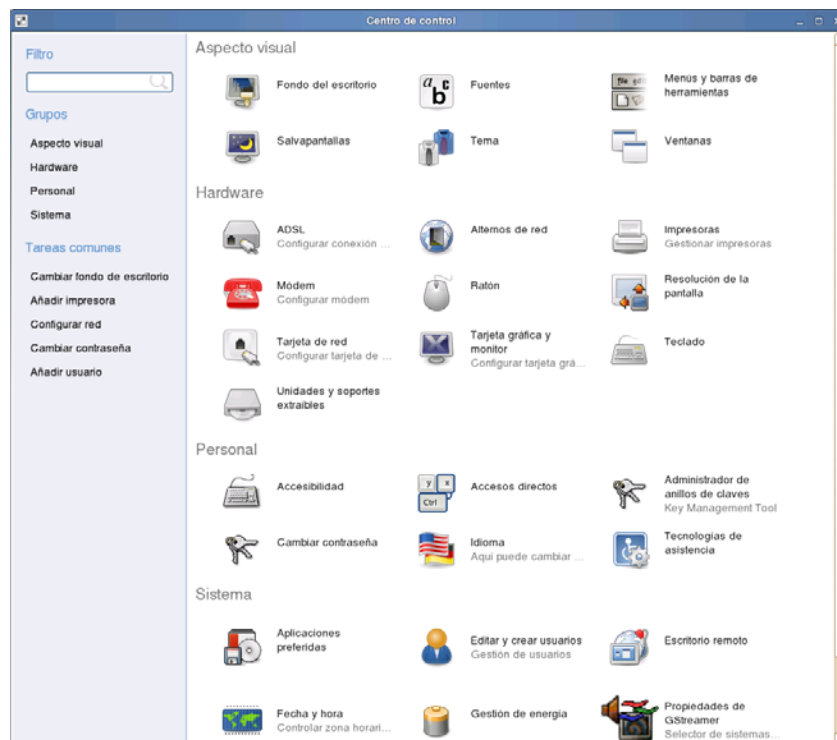 Centro de control
Filtro
Grupos
Aspecto visual
Hardware
Personal
Sistema
Tareas comunes
Cambiar fondo de escritorio
Añadir impresora
Configurar red
Cambiar contraseña
Añadir usuario
Aspecto visual
Fondo del escritorio
Fuentes
Menús y barras de
herramientas
Salvapantallas
Tema
Ventanas
Hardware
ADSL
Configurar conexión ...
Alternos de red
Impresoras
Gestionar impresoras
Módem
Configurar módem
Ratón
Resolución de la
pantalla
Tarjeta de red
Configurar tarjeta de ...
Tarjeta gráfica y
monitor
Configurar tarjeta grá...
Teclado
Unidades y soportes
extraíbles
Personal
Accesibilidad
Accesos directos
Administrador de
anillos de claves
Key Management Tool
Cambiar contraseña
Idioma
Aquí puede cambiar ...
Tecnologías de
asistencia
Sistema
Aplicaciones
preferidas
Editar y crear usuarios
Gestión de usuarios
Escritorio remoto
Fecha y hora
Controlar zona horari...
Gestión de energía
Propiedades de
GStreamer
Selector de sistemas...